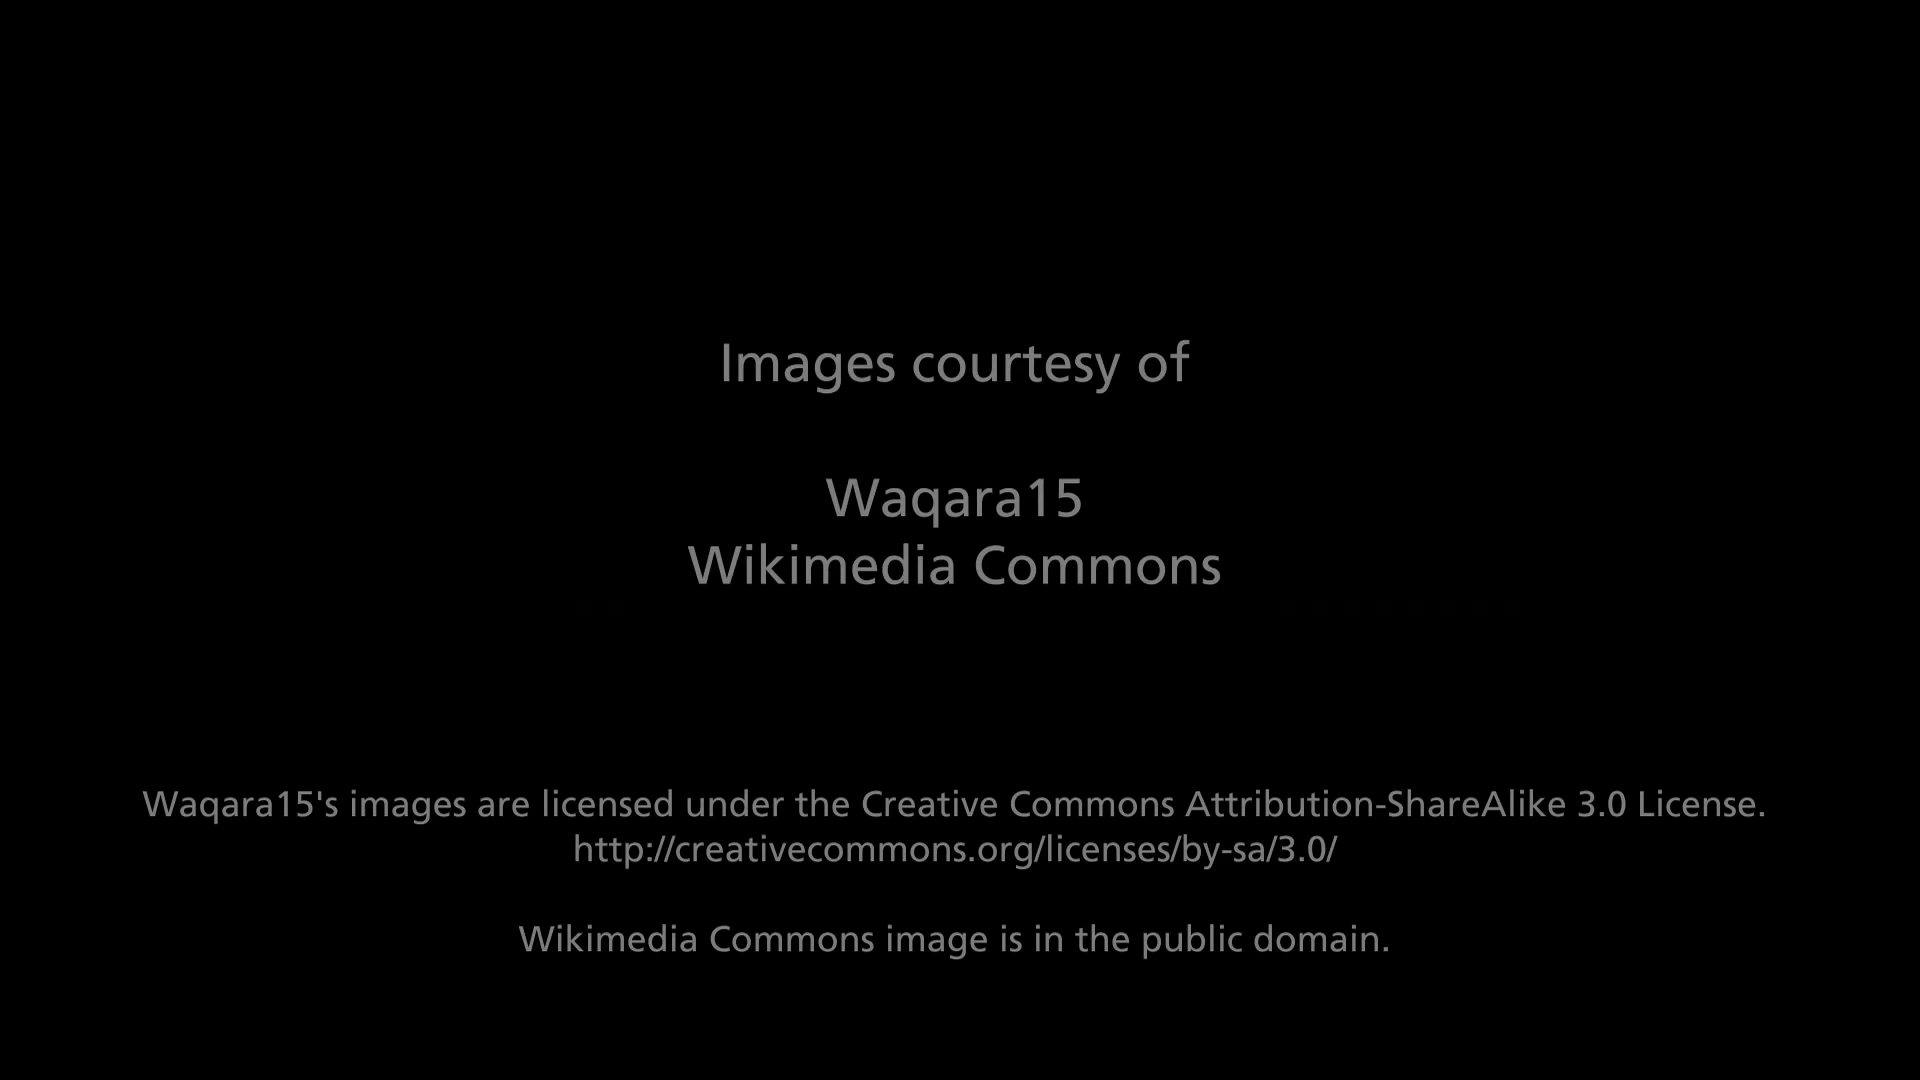 Images courtesy of
Waqara15
Wikimedia Commons
Waqara15's images are licensed under the Creative Commons Attribution-ShareAlike 3.0 License.
http://creativecommons.org/licenses/by-sa/3.0/
Wikimedia Commons image is in the public domain.